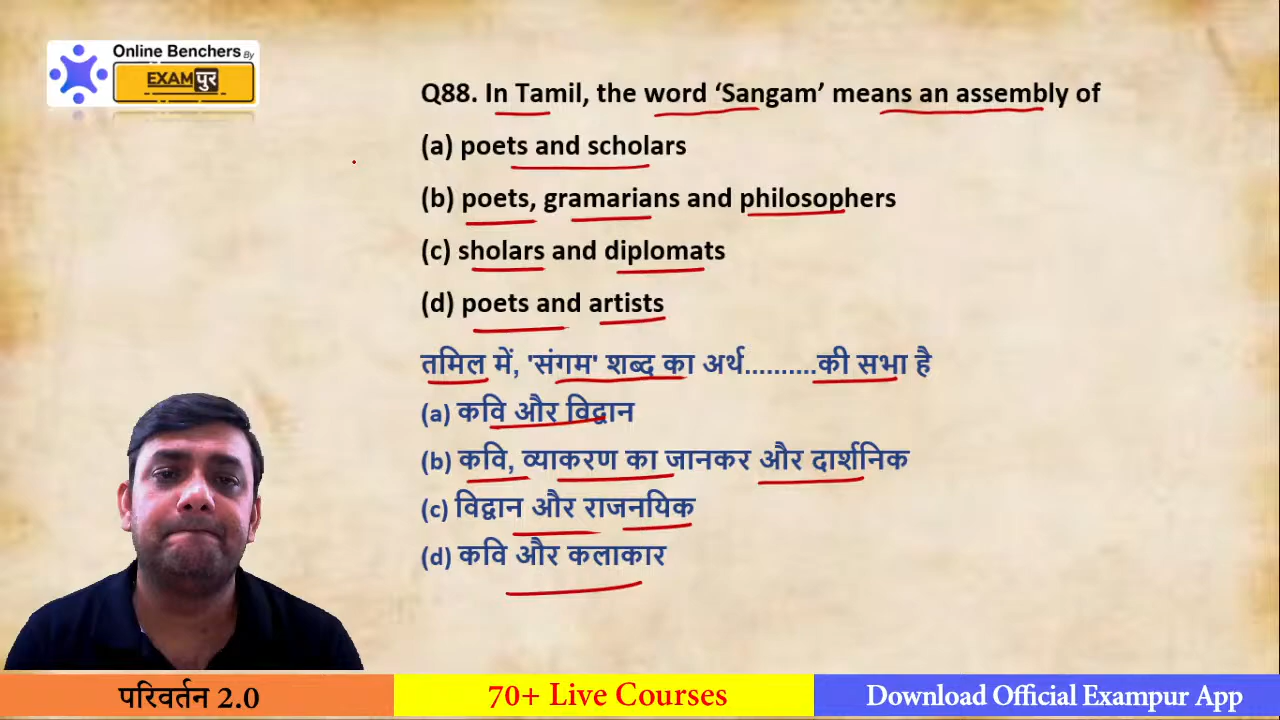 Online Benchers By
EXAMपुर
Q88. In Tamil, the word ‘Sangam’ means an assembly of
(a) poets and scholars
(b) poets, gramarians and philosophers
(c) sholars and diplomats
(d) poets and artists
तमिल में, 'संगम' शब्द का अर्थ..........की सभा है
(a) कवि और विद्वान
(b) कवि, व्याकरण का जानकर और दार्शनिक
(c) विद्वान और राजनयिक
(d) कवि और कलाकार
परिवर्तन 2.0
70+ Live Courses
Download Official Exampur App